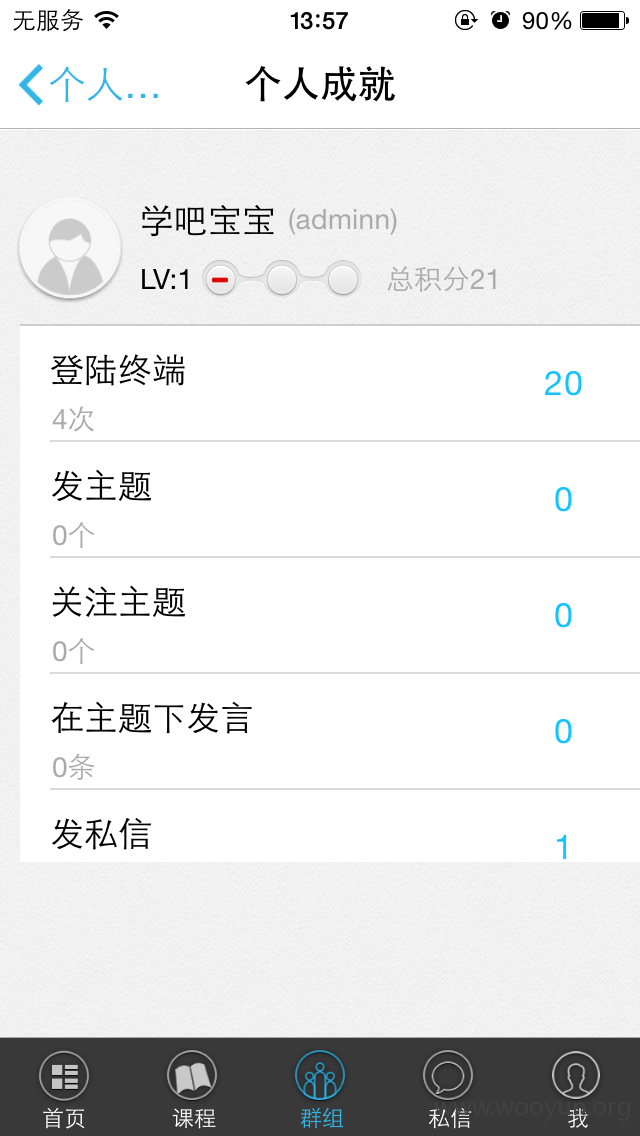 无服务 13:57 90%
个人... 个人成就
学吧宝宝 (adminn)
LV:1 总积分21
登陆终端 20
4次
发主题 0
0个
关注主题 0
0个
在主题下发言 0
0条
发私信 1
首页 课程 群组 私信 我
www.wooyun.org